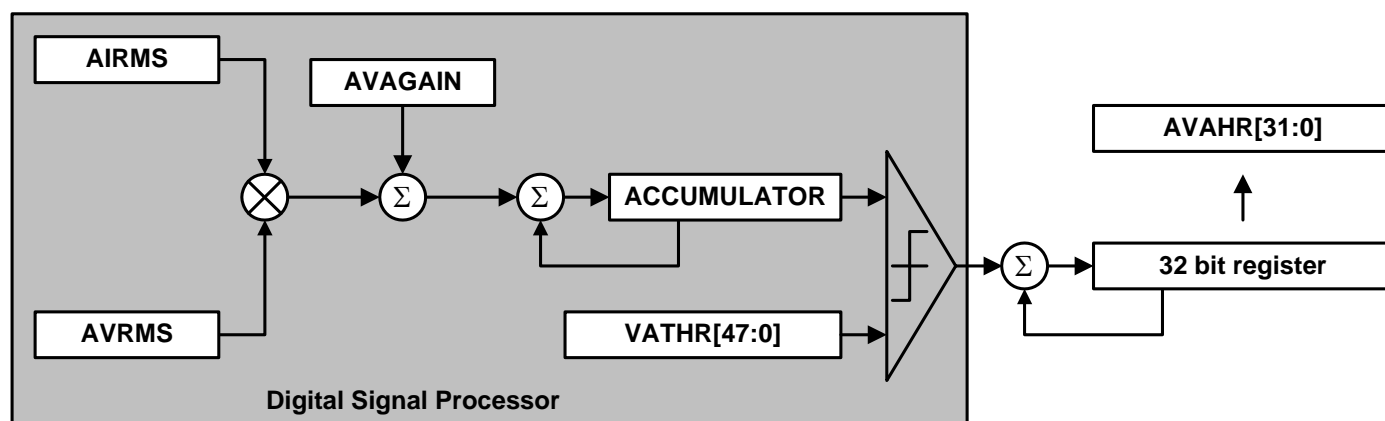 AIRMS
AVAGAIN
AVAHR[31:0]
Σ
Σ
ACCUMULATOR
Σ
32 bit register
AVRMS
VATHR[47:0]
Digital Signal Processor